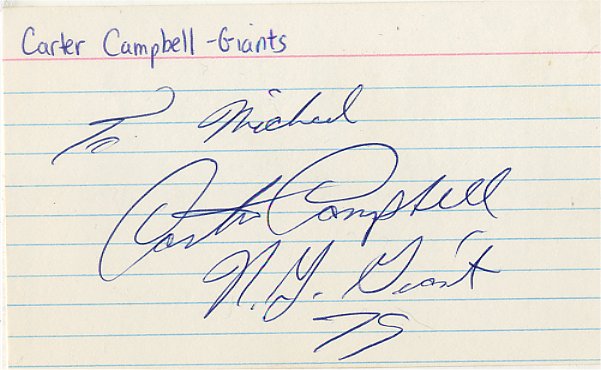 Carter Campbell - Giants
To Michael
Carter Campbell
N.Y. Giant
75